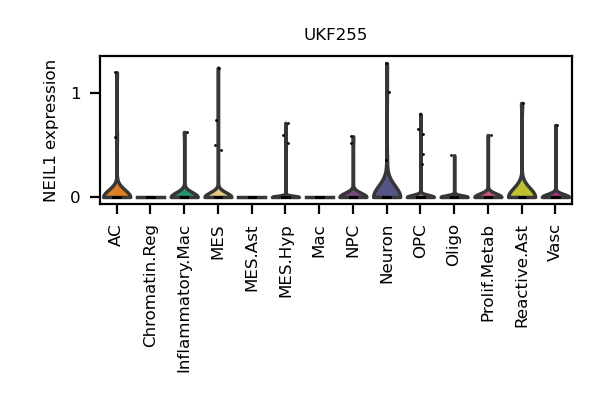 UKF255
NEIL1 expression
1
0
AC
Chromatin.Reg
Inflammatory.Mac
MES
MES.Ast
MES.Hyp
Mac
NPC
Neuron
OPC
Oligo
Prolif.Metab
Reactive.Ast
Vasc